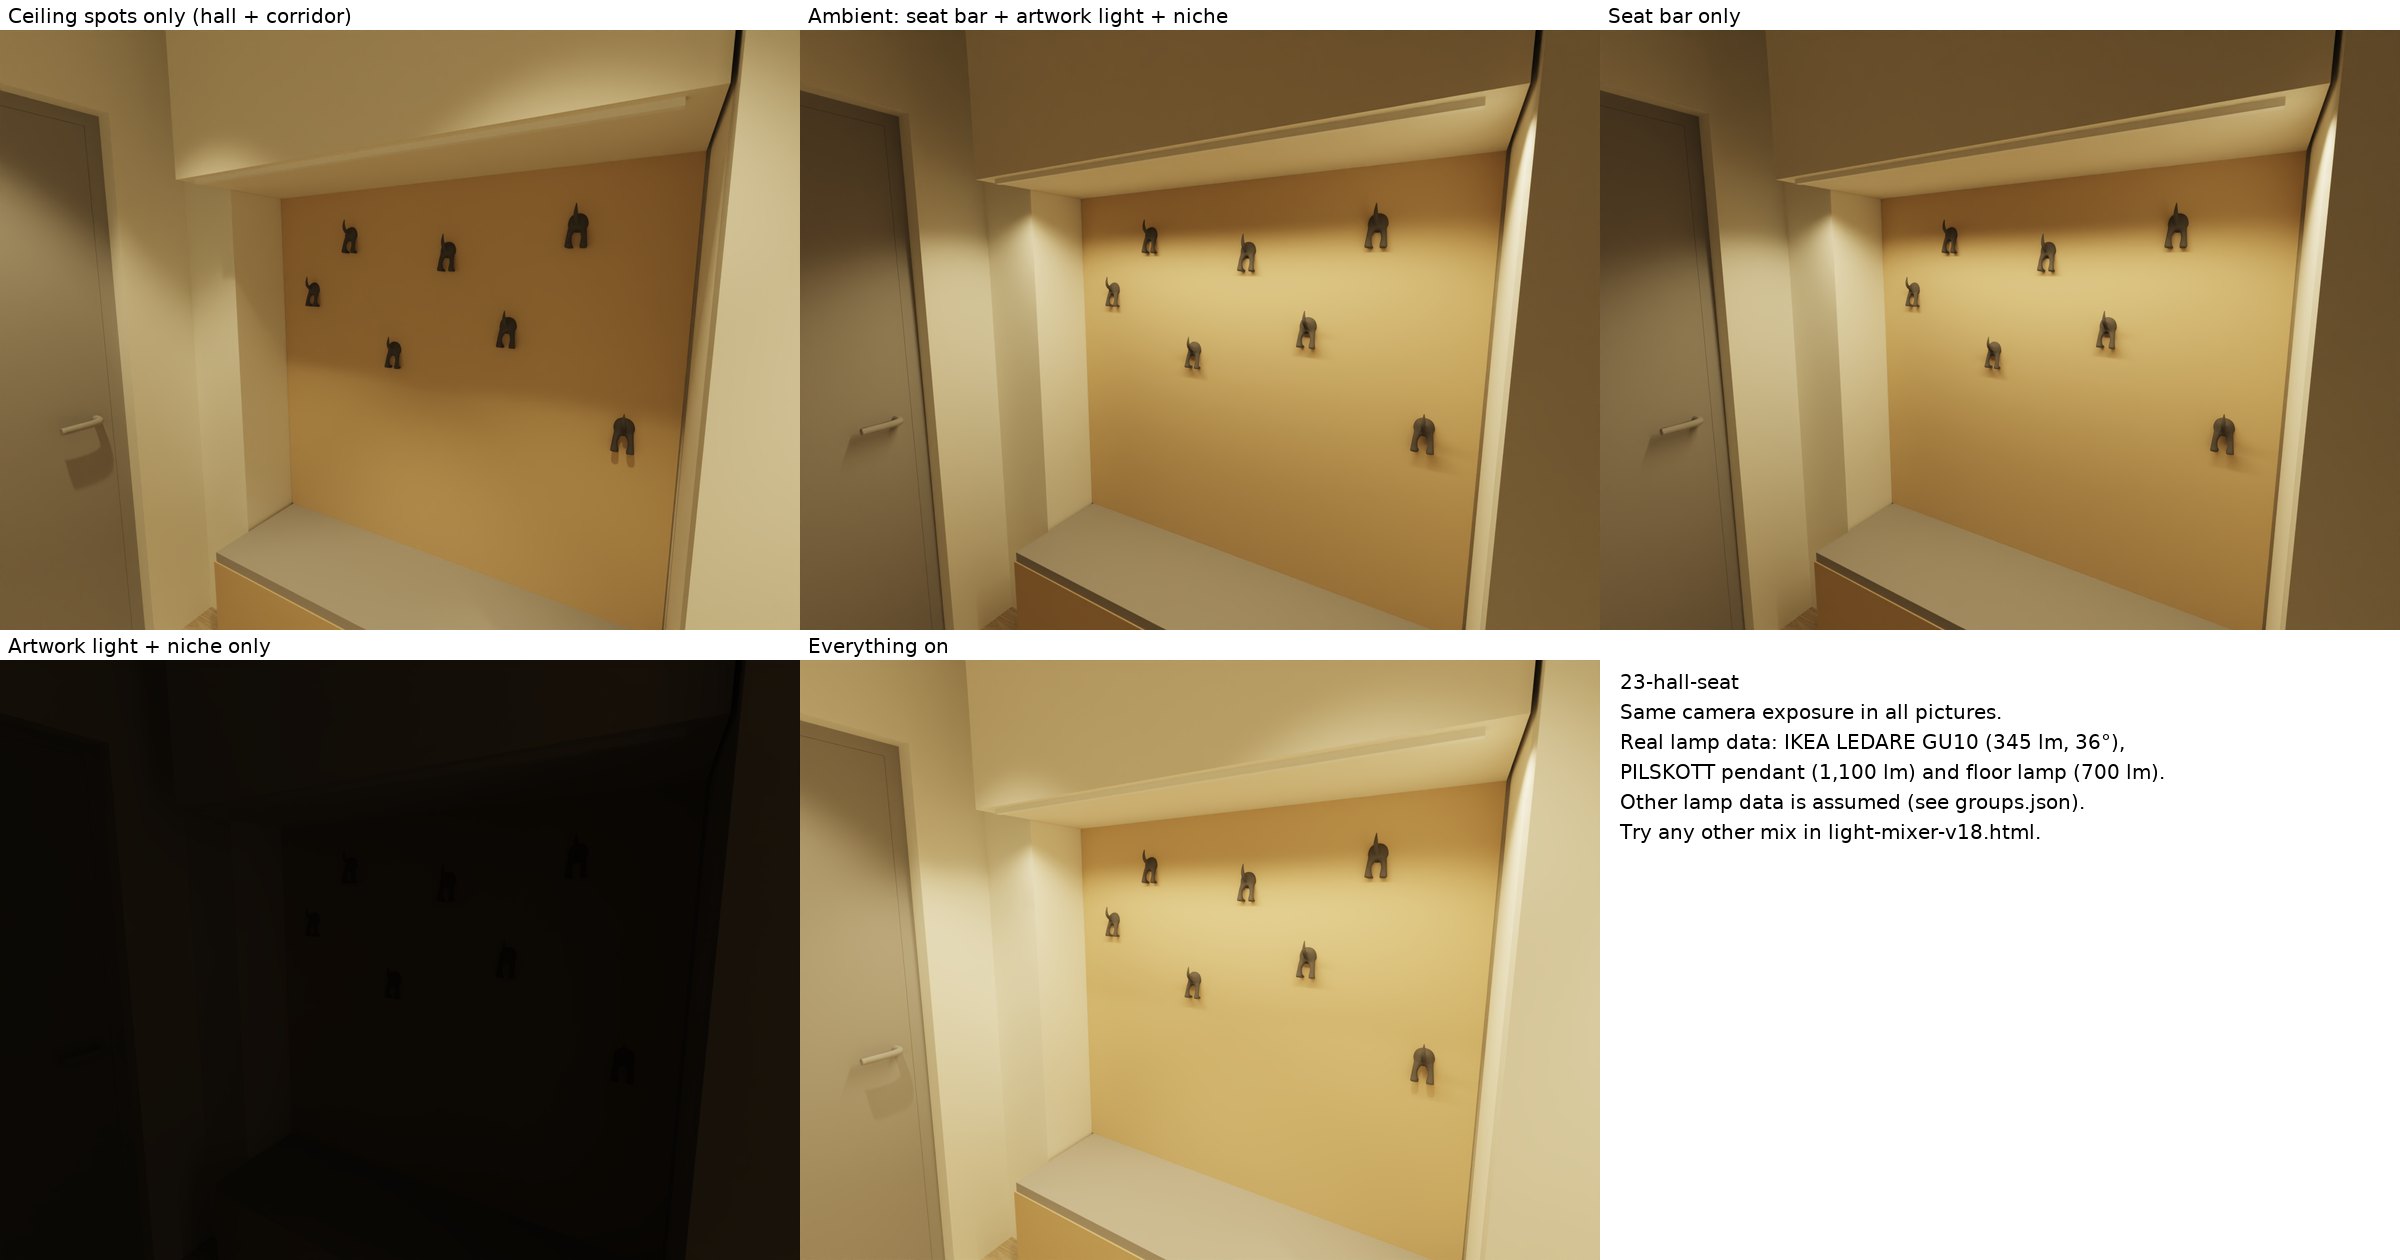 Ceiling spots only (hall + corridor)
Ambient: seat bar + artwork light + niche
Seat bar only
Artwork light + niche only
Everything on
23-hall-seat
Same camera exposure in all pictures.
Real lamp data: IKEA LEDARE GU10 (345 lm, 36°),
PILSKOTT pendant (1,100 lm) and floor lamp (700 lm).
Other lamp data is assumed (see groups.json).
Try any other mix in light-mixer-v18.html.